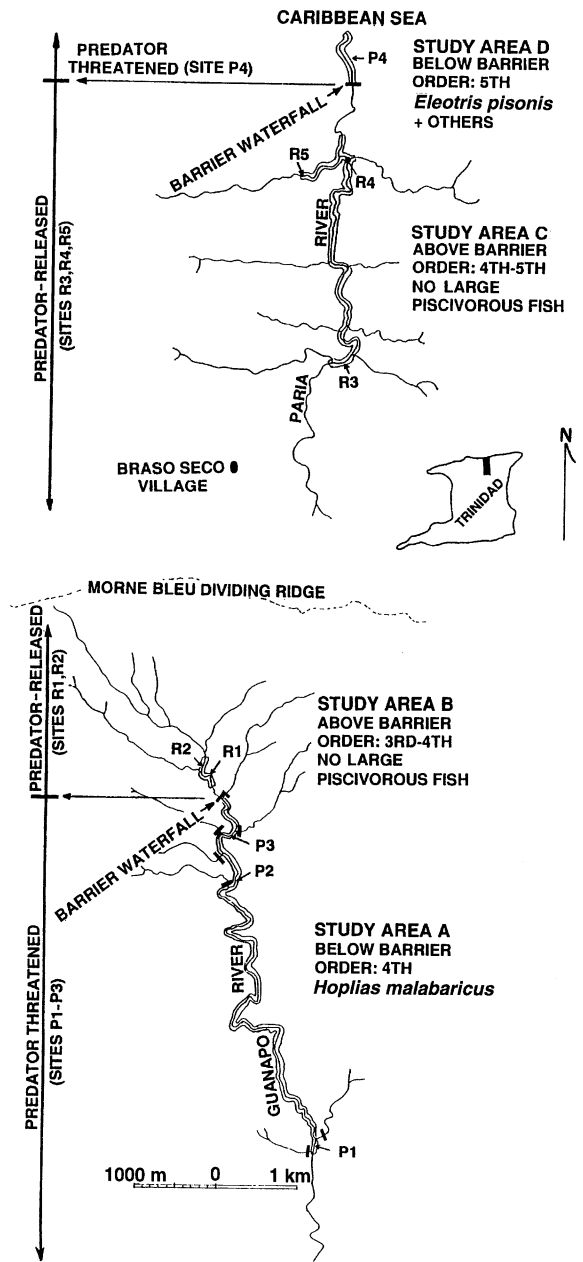 CARIBBEAN SEA
PREDATOR
THREATENED (SITE P4)
P4
STUDY AREA D
BELOW BARRIER
ORDER: 5TH
Eleotris pisonis
+ OTHERS
BARRIER WATERFALL
R5
R4
PREDATOR-RELEASED
(SITES R3,R4,R5)
RIVER
STUDY AREA C
ABOVE BARRIER
ORDER: 4TH-5TH
NO LARGE
PISCIVOROUS FISH
R3
PARIA
BRASO SECO
VILLAGE
N
TRINIDAD
MORNE BLEU DIVIDING RIDGE
PREDATOR-RELEASED
(SITES R1,R2)
STUDY AREA B
ABOVE BARRIER
ORDER: 3RD-4TH
NO LARGE
PISCIVOROUS FISH
R2
R1
BARRIER WATERFALL
P3
P2
PREDATOR THREATENED
(SITES P1-P3)
STUDY AREA A
BELOW BARRIER
ORDER: 4TH
Hoplias malabaricus
RIVER
GUANAPO
P1
1000 m 0 1 km